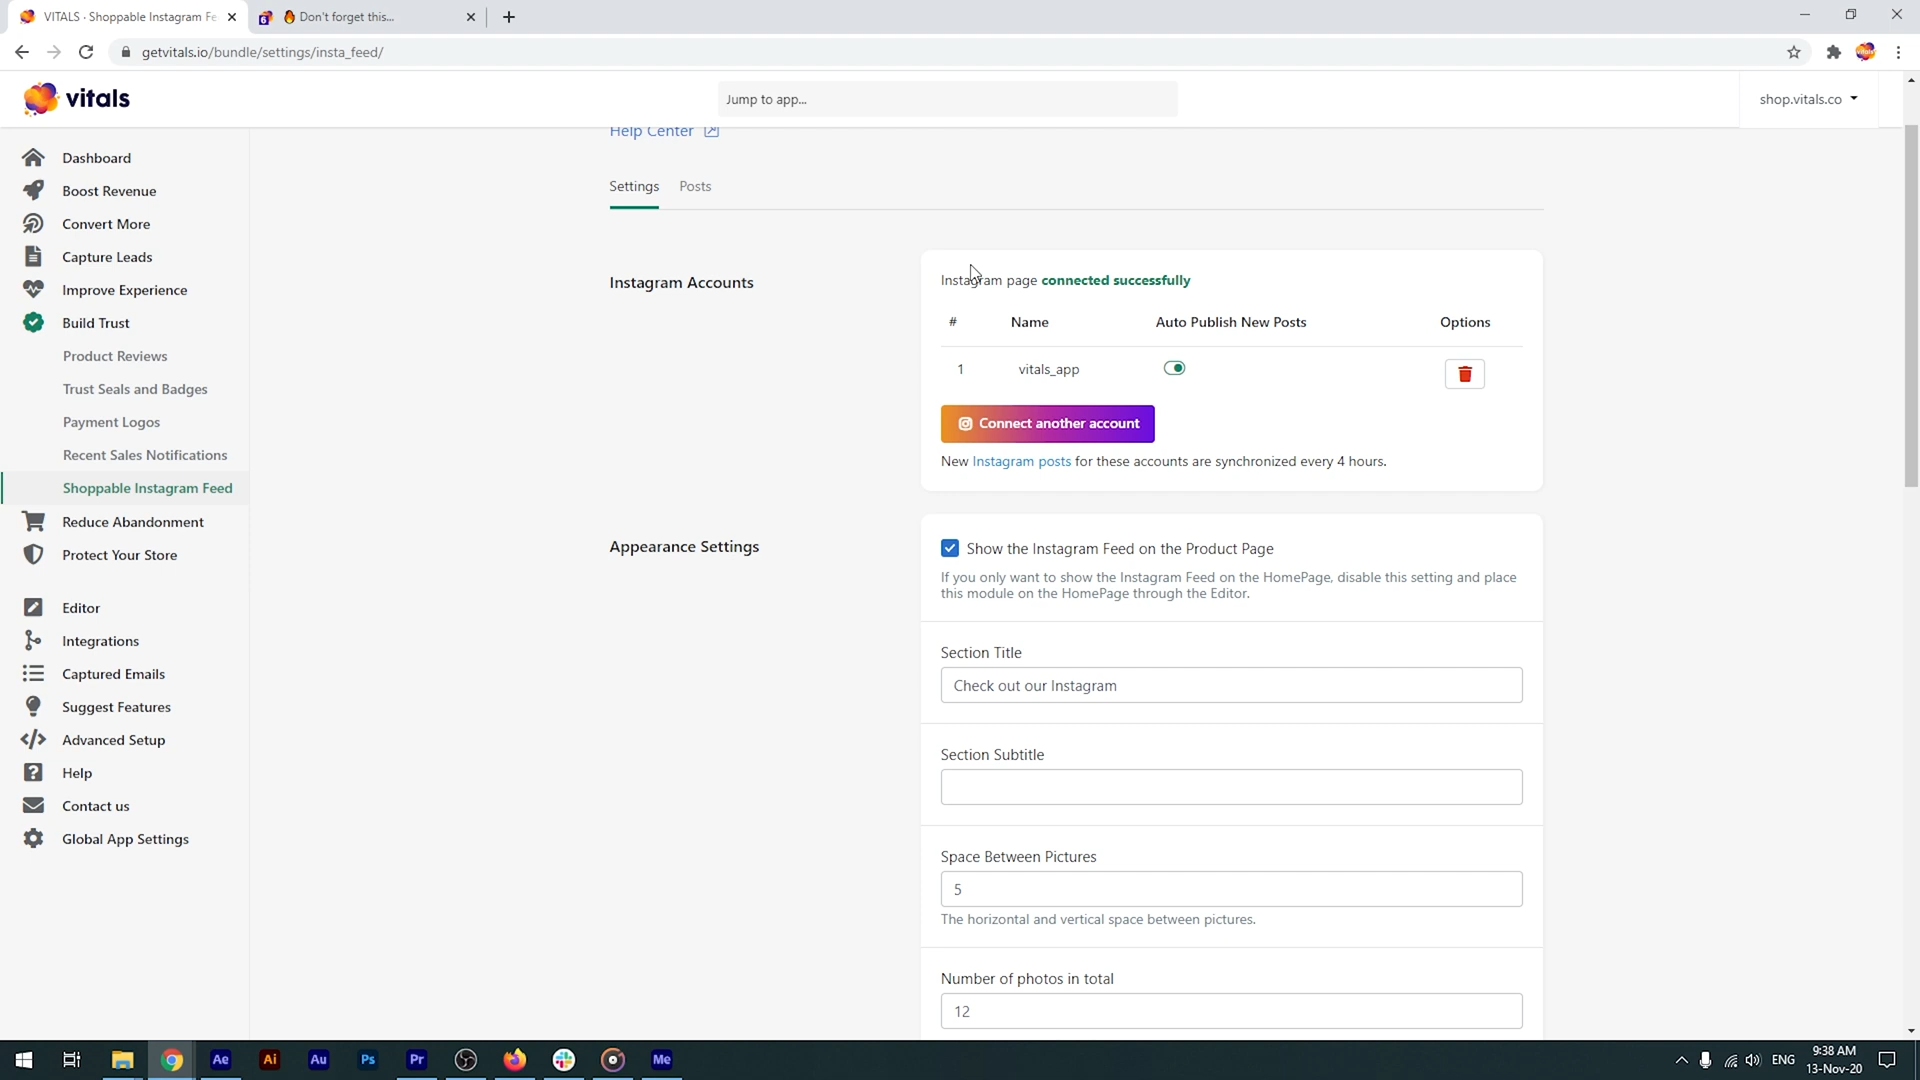 VITALS · Shoppable Instagram Fe
6
Don't forget this...
getvitals.io/bundle/settings/insta_feed/
vitals
Jump to app...
shop.vitals.co
Help Center
Dashboard
Boost Revenue
Convert More
Capture Leads
Improve Experience
Build Trust
Product Reviews
Trust Seals and Badges
Payment Logos
Recent Sales Notifications
Shoppable Instagram Feed
Reduce Abandonment
Protect Your Store
Editor
Integrations
Captured Emails
Suggest Features
Advanced Setup
Help
Contact us
Global App Settings
Settings Posts
Instagram Accounts
Instagram page connected successfully
# Name Auto Publish New Posts Options
1 vitals_app
Connect another account
New Instagram posts for these accounts are synchronized every 4 hours.
Appearance Settings
Show the Instagram Feed on the Product Page
If you only want to show the Instagram Feed on the HomePage, disable this setting and place
this module on the HomePage through the Editor.
Section Title
Check out our Instagram
Section Subtitle
Space Between Pictures
5
The horizontal and vertical space between pictures.
Number of photos in total
12
Ae Ai Au Ps Pr Me
ENG
9:38 AM
13-Nov-20